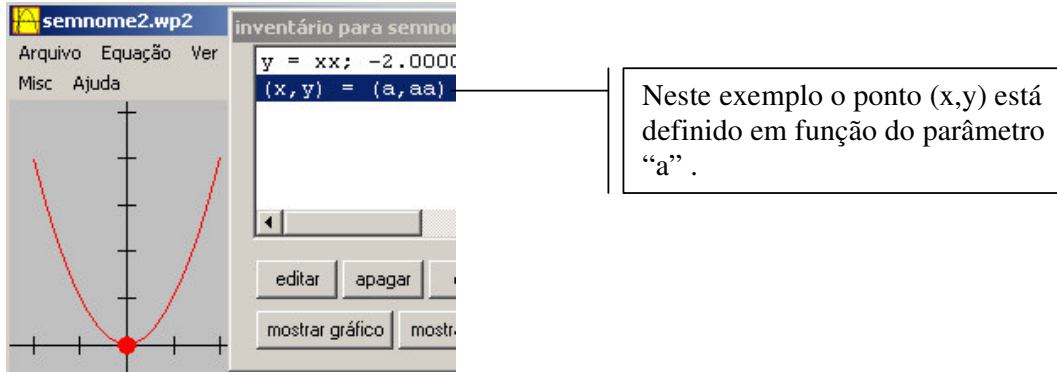 semnome2.wp2
Arquivo Equação Ver
Misc Ajuda
inventário para semno
y = xx; -2.0000
(x,y) = (a,aa)
editar apagar
mostrar gráfico mostr
Neste exemplo o ponto (x,y) está
definido em função do parâmetro
“a” .